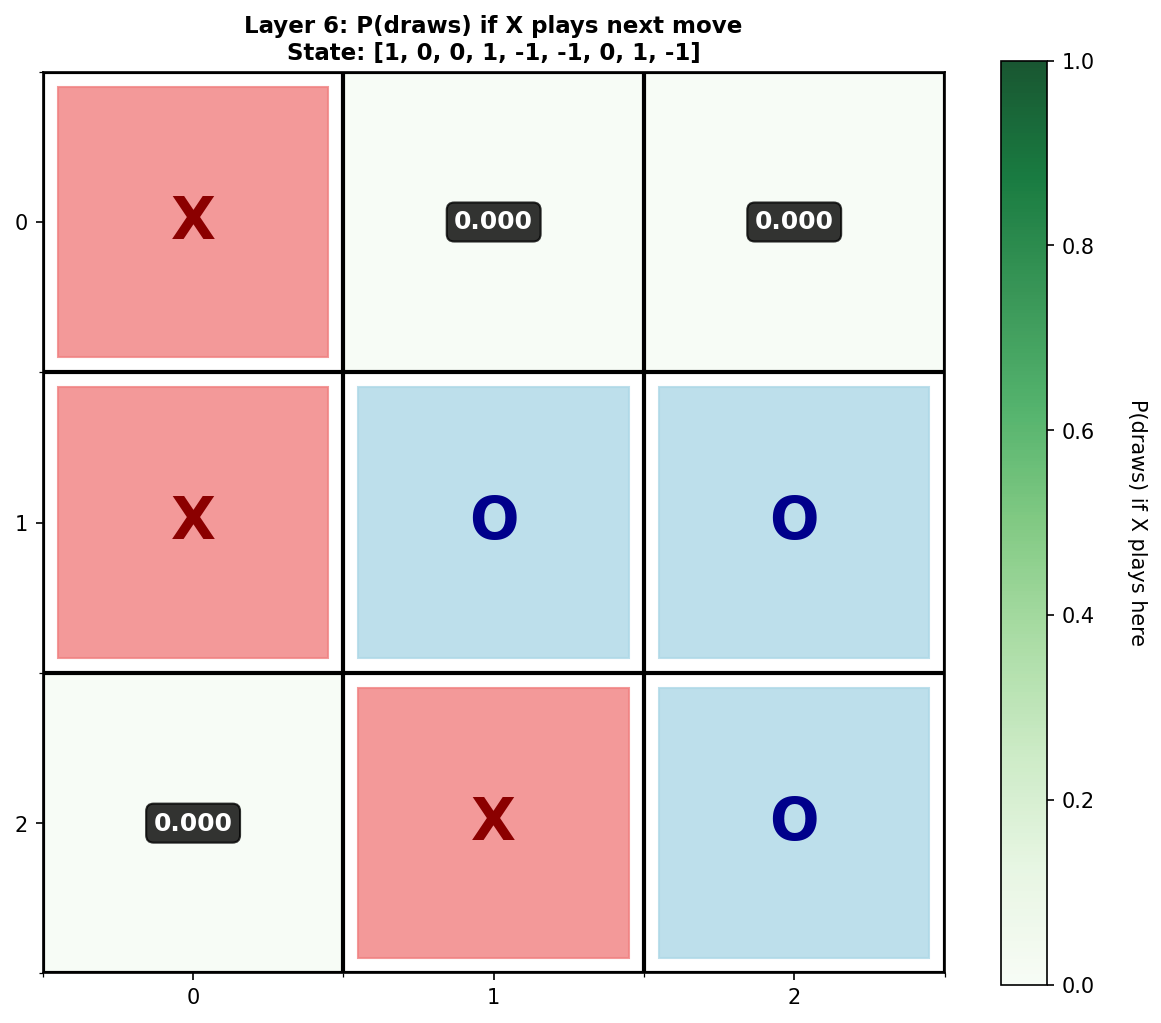 Layer 6: P(draws) if X plays next move
State: [1, 0, 0, 1, -1, -1, 0, 1, -1]
X 0.000 0.000
X O O
0.000 X O
0
1
2
0 1 2
1.0
0.8
0.6
0.4
0.2
0.0
P(draws) if X plays here